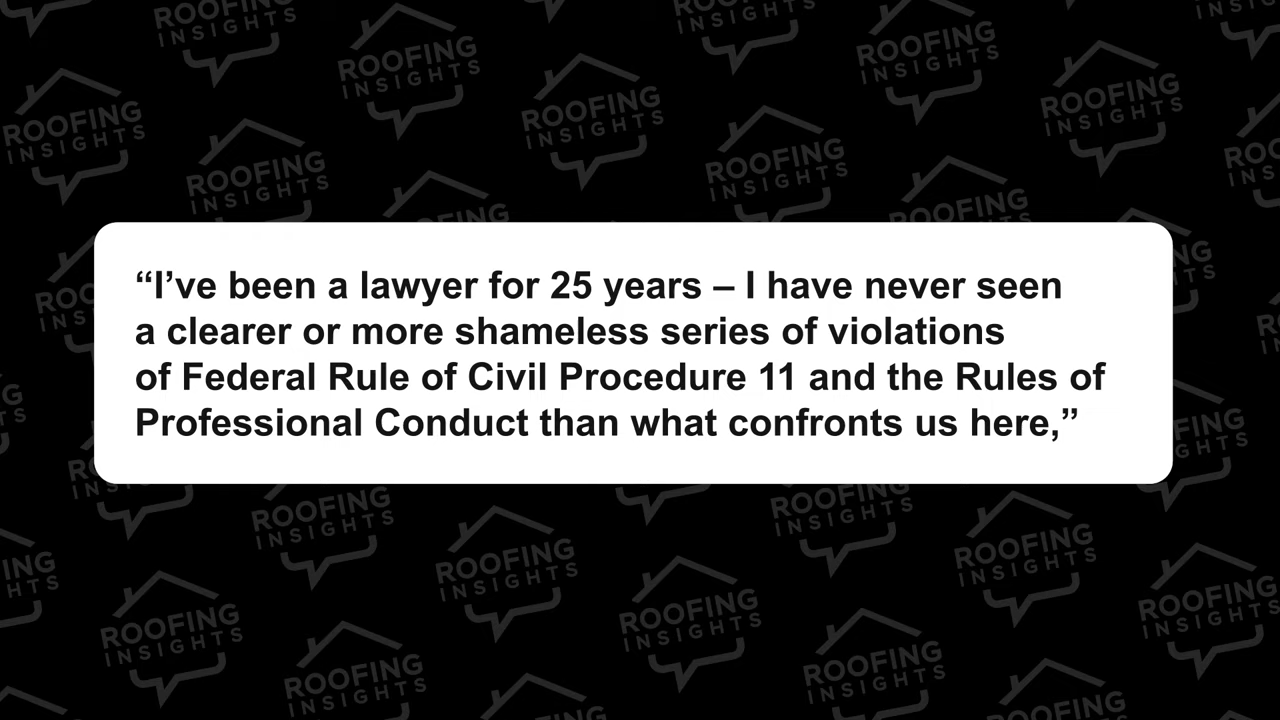 ROOFING
INSIGHTS
“I’ve been a lawyer for 25 years – I have never seen
a clearer or more shameless series of violations
of Federal Rule of Civil Procedure 11 and the Rules of
Professional Conduct than what confronts us here,”